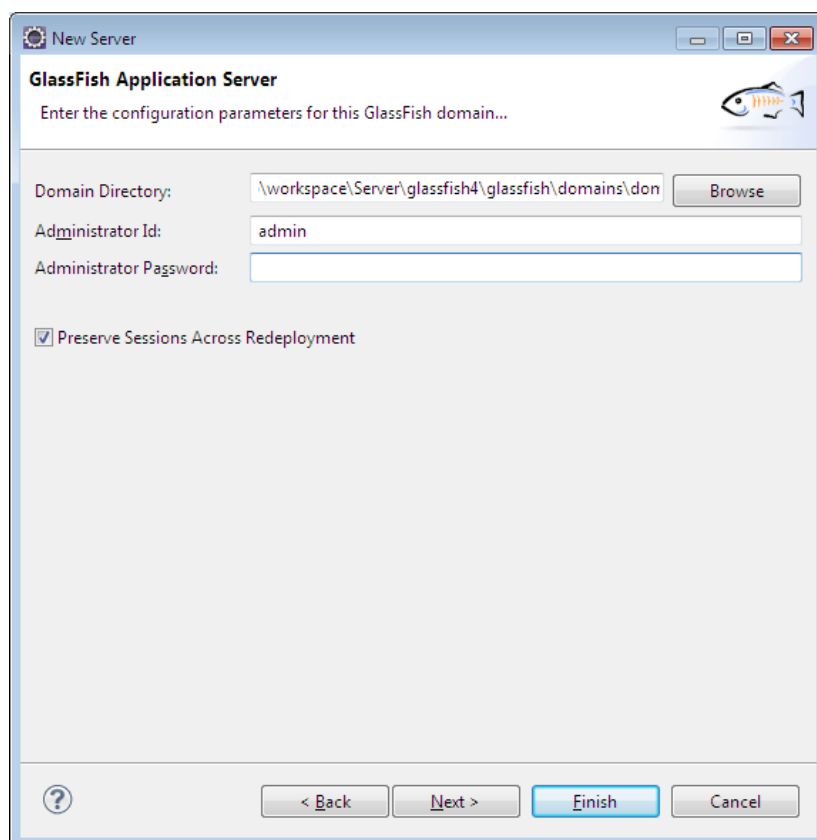 New Server
GlassFish Application Server
Enter the configuration parameters for this GlassFish domain...
Domain Directory: \workspace\Server\glassfish4\glassfish\domains\dom Browse
Administrator Id: admin
Administrator Password:
Preserve Sessions Across Redeployment
? < Back Next > Finish Cancel